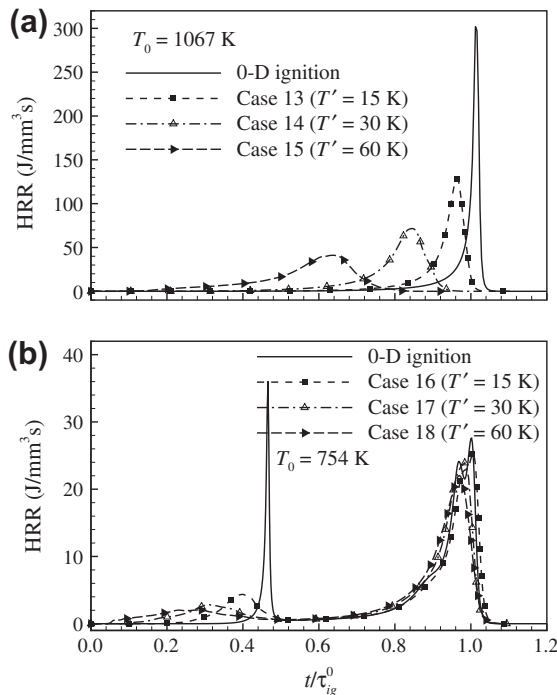 (a)
T₀ = 1067 K
0-D ignition
Case 13 (T′ = 15 K)
Case 14 (T′ = 30 K)
Case 15 (T′ = 60 K)
HRR (J/mm³s)
300
250
200
150
100
50
0
(b)
0-D ignition
Case 16 (T′ = 15 K)
Case 17 (T′ = 30 K)
Case 18 (T′ = 60 K)
T₀ = 754 K
HRR (J/mm³s)
40
30
20
10
0
0.0 0.2 0.4 0.6 0.8 1.0 1.2
t/τ⁰ig